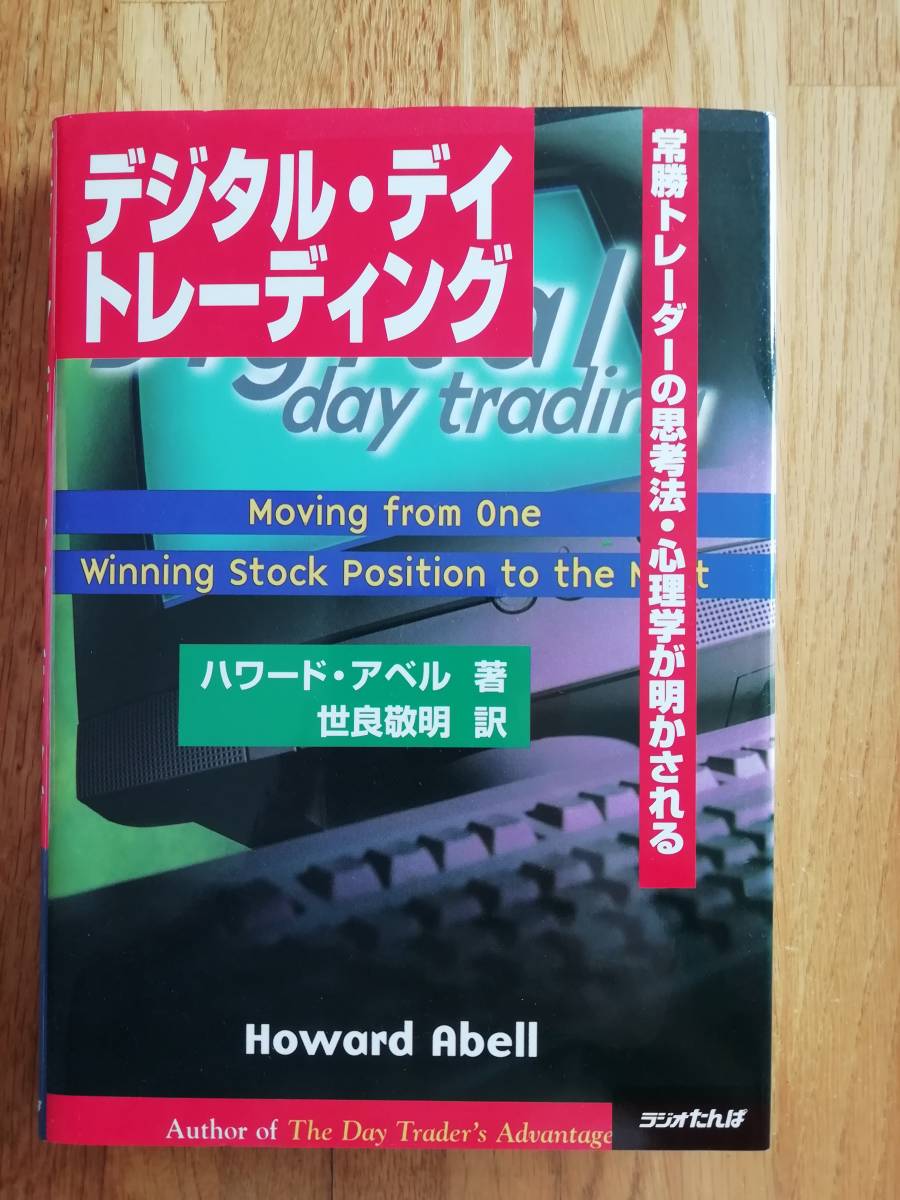 デジタル・デイ
トレーディング
常勝トレーダーの思考法・心理学が明かされる
day trading
Moving from One
Winning Stock Position to the
ハワード・アベル 著
世良敬明 訳
Howard Abell
Author of The Day Trader's Advantage
ラジオたんぱ